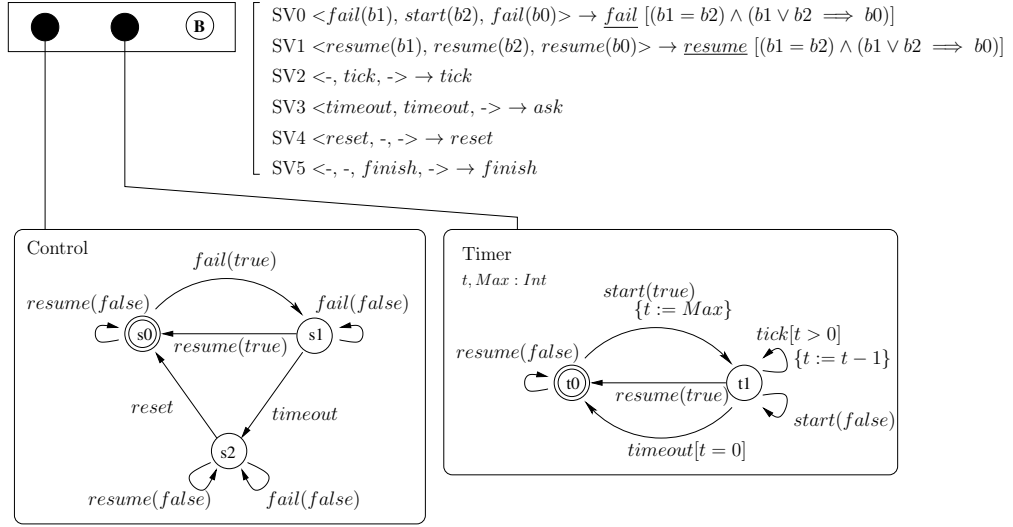 B
SV0 <fail(b1), start(b2), fail(b0)> → fail [(b1 = b2) ∧ (b1 ∨ b2 ⟹ b0)]
SV1 <resume(b1), resume(b2), resume(b0)> → resume [(b1 = b2) ∧ (b1 ∨ b2 ⟹ b0)]
SV2 <-, tick, -> → tick
SV3 <timeout, timeout, -> → ask
SV4 <reset, -, -> → reset
SV5 <-, -, finish, -> → finish
Control
fail(true)
resume(false)
fail(false)
s0
s1
resume(true)
reset
timeout
s2
resume(false)
fail(false)
Timer
t, Max : Int
start(true)
{t := Max}
tick[t > 0]
{t := t − 1}
resume(false)
t0
t1
resume(true)
start(false)
timeout[t = 0]